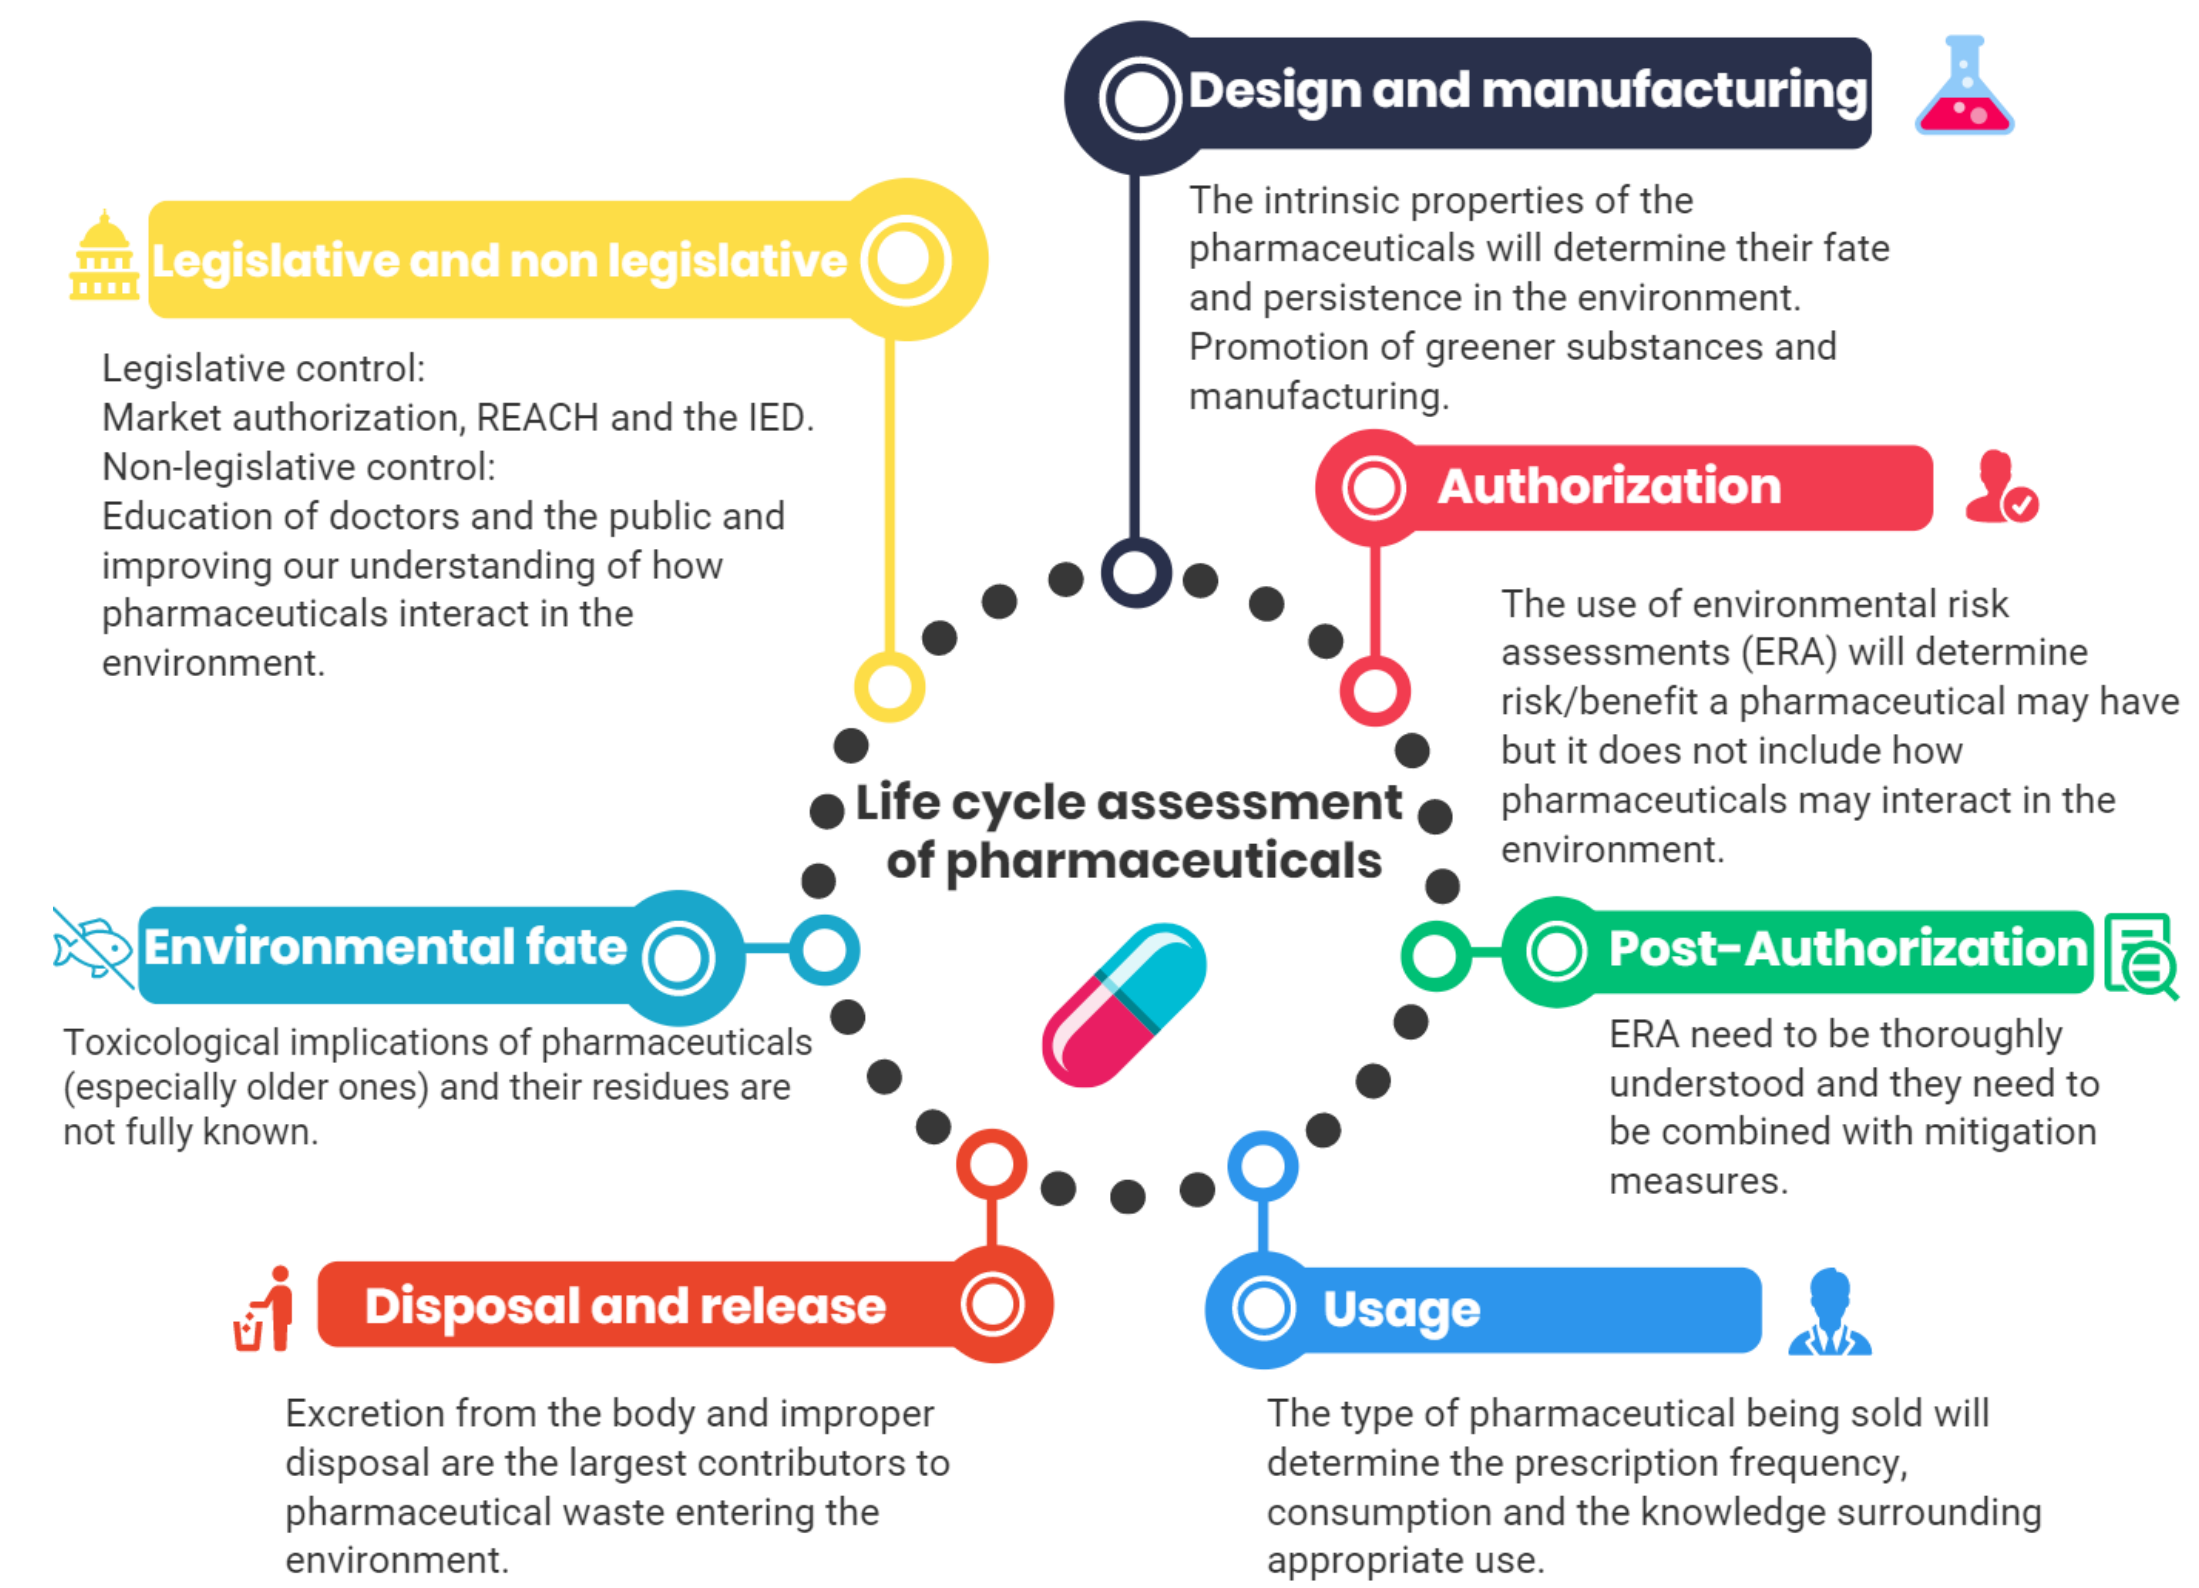 Design and manufacturing
The intrinsic properties of the
pharmaceuticals will determine their fate
and persistence in the environment.
Promotion of greener substances and
manufacturing.
Authorization
The use of environmental risk
assessments (ERA) will determine
risk/benefit a pharmaceutical may have
but it does not include how
pharmaceuticals may interact in the
environment.
Post-Authorization
ERA need to be thoroughly
understood and they need to
be combined with mitigation
measures.
Usage
The type of pharmaceutical being sold will
determine the prescription frequency,
consumption and the knowledge surrounding
appropriate use.
Disposal and release
Excretion from the body and improper
disposal are the largest contributors to
pharmaceutical waste entering the
environment.
Environmental fate
Toxicological implications of pharmaceuticals
(especially older ones) and their residues are
not fully known.
Legislative and non legislative
Legislative control:
Market authorization, REACH and the IED.
Non-legislative control:
Education of doctors and the public and
improving our understanding of how
pharmaceuticals interact in the
environment.
Life cycle assessment
of pharmaceuticals